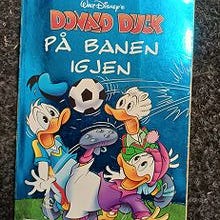 Walt Disney's
DONALD DUCK
PÅ BANEN
IGJEN